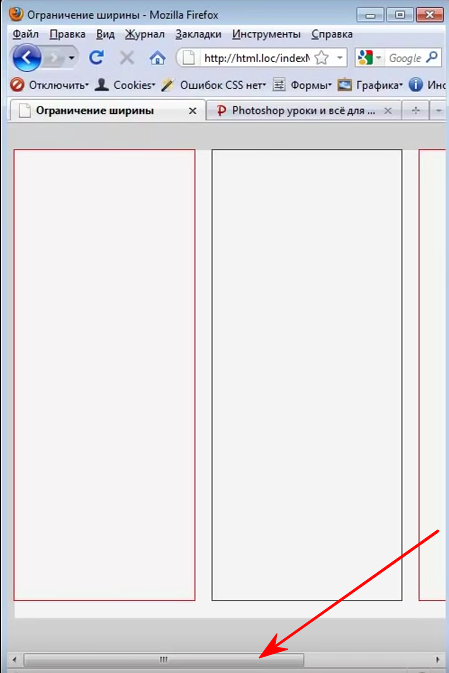 Ограничение ширины - Mozilla Firefox
Файл Правка Вид Журнал Закладки Инструменты Справка
http://html.loc/index Google
Отключить Cookies Ошибок CSS нет Формы Графика Инс
Ограничение ширины Photoshop уроки и всё для ...